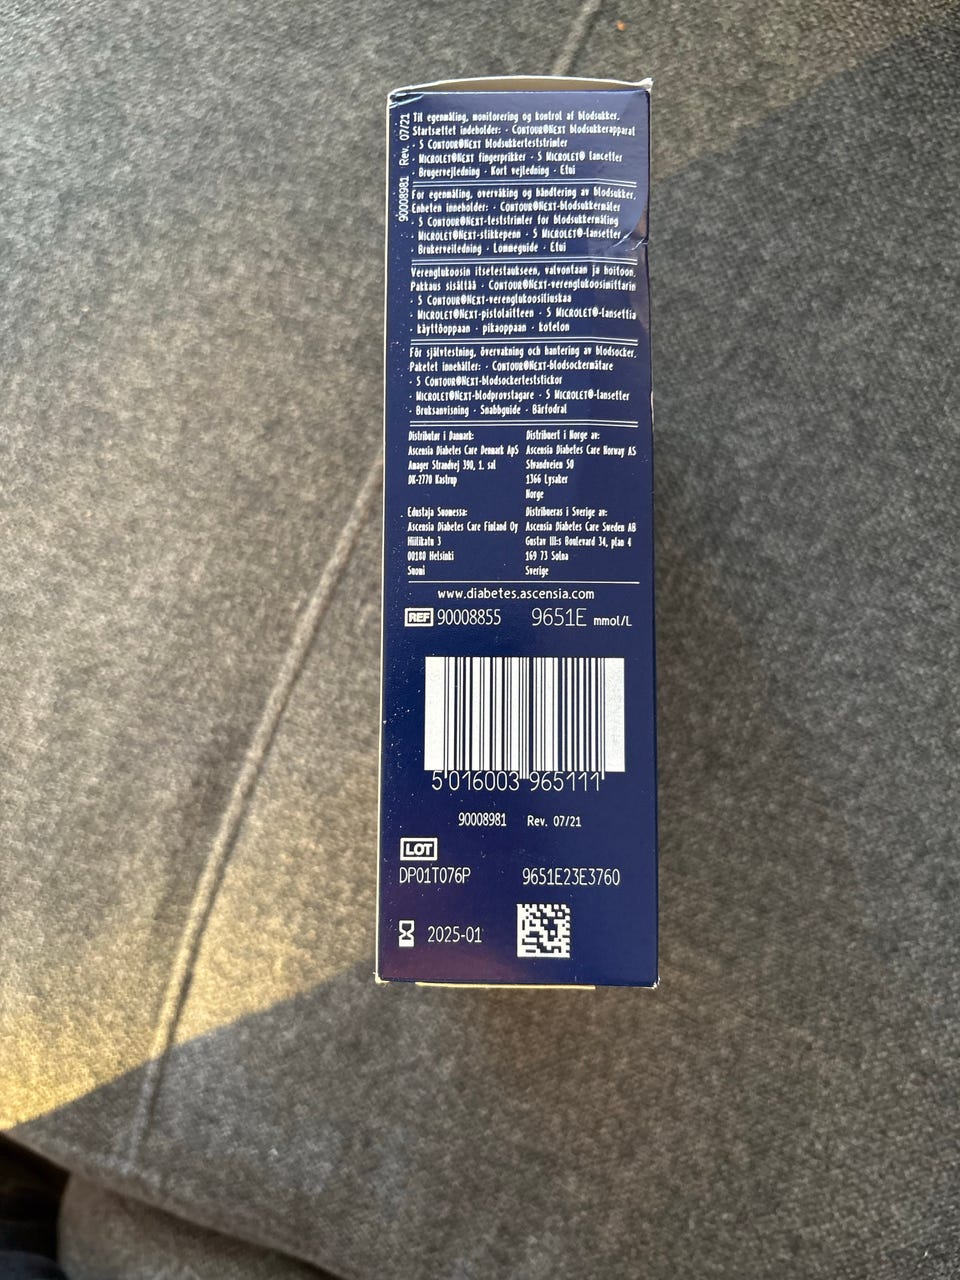 90008981 Rev. 07/21
Til egenmåling, monitorering og kontrol af blodsukker.
Startsættet indeholder: · CONTOUR®NEXT blodsukkerapparat
· 5 CONTOUR®NEXT blodsukkerteststrimler
· MICROLET®NEXT fingerprikker · 5 MICROLET® lancetter
· Brugervejledning · Kort vejledning · Etui
For egenmåling, overvåking og håndtering av blodsukker.
Enheten inneholder: · CONTOUR®NEXT-blodsukkermåler
· 5 CONTOUR®NEXT-teststrimler for blodsukkermåling
· MICROLET®NEXT-stikkepenn · 5 MICROLET®-lansetter
· Brukerveiledning · Lommeguide · Etui
Verenglukoosin itsetestaukseen, valvontaan ja hoitoon.
Pakkaus sisältää · CONTOUR®NEXT-verenglukoosimittarin
· 5 CONTOUR®NEXT-verenglukoosiliuskaa
· MICROLET®NEXT-pistolaitteen · 5 MICROLET®-lansettia
· käyttöoppaan · pikaoppaan · kotelon
För självtestning, övervakning och hantering av blodsocker.
Paketet innehåller: · CONTOUR®NEXT-blodsockermätare
· 5 CONTOUR®NEXT-blodsockerteststickor
· MICROLET®NEXT-blodprovstagare · 5 MICROLET®-lansetter
· Bruksanvisning · Snabbguide · Bärfodral
Distributør i Danmark:
Ascensia Diabetes Care Denmark ApS
Amager Strandvej 390, 1. sal
DK-2770 Kastrup
Distribuert i Norge av:
Ascensia Diabetes Care Norway AS
Strandveien 50
1366 Lysaker
Norge
Edustaja Suomessa:
Ascensia Diabetes Care Finland Oy
Hiilikatu 3
00180 Helsinki
Suomi
Distribueras i Sverige av:
Ascensia Diabetes Care Sweden AB
Gustav III:s Boulevard 34, plan 4
169 73 Solna
Sverige
www.diabetes.ascensia.com
REF 90008855 9651E mmol/L
5 016003 965111
90008981 Rev. 07/21
LOT
DP01T076P 9651E23E3760
2025-01